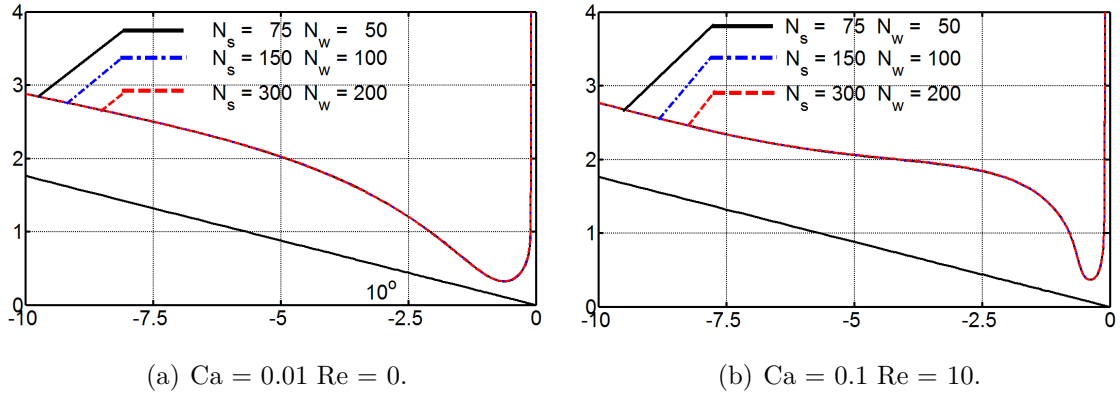 4
3
2
1
0
N_s = 75 N_w = 50
N_s = 150 N_w = 100
N_s = 300 N_w = 200
10°
-10 -7.5 -5 -2.5 0
(a) Ca = 0.01 Re = 0.
4
3
2
1
0
N_s = 75 N_w = 50
N_s = 150 N_w = 100
N_s = 300 N_w = 200
-10 -7.5 -5 -2.5 0
(b) Ca = 0.1 Re = 10.